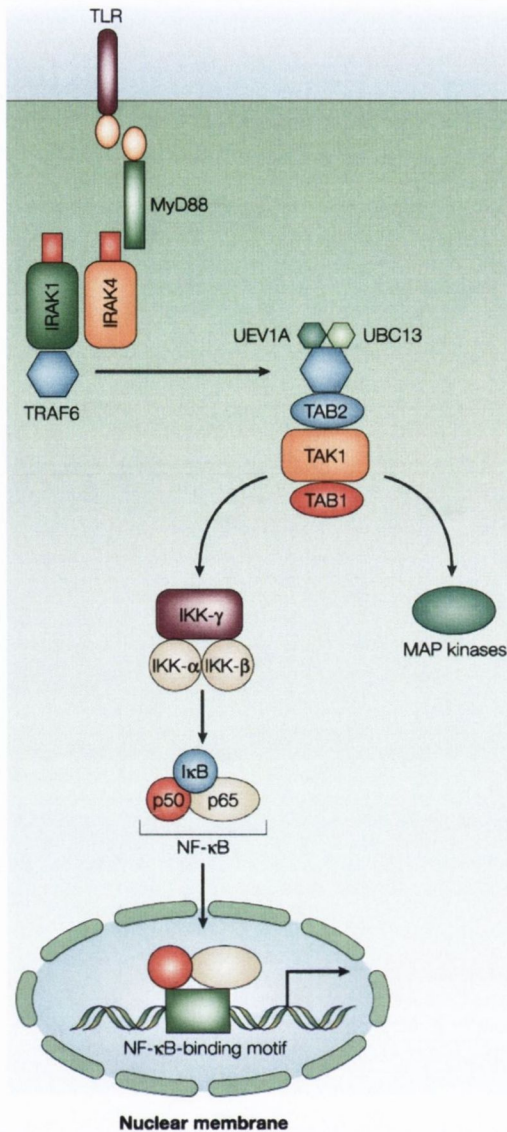 TLR
MyD88
IRAK1
IRAK4
TRAF6
UEV1A
UBC13
TAB2
TAK1
TAB1
IKK-γ
IKK-α
IKK-β
MAP kinases
IκB
p50
p65
NF-κB
NF-κB-binding motif
Nuclear membrane